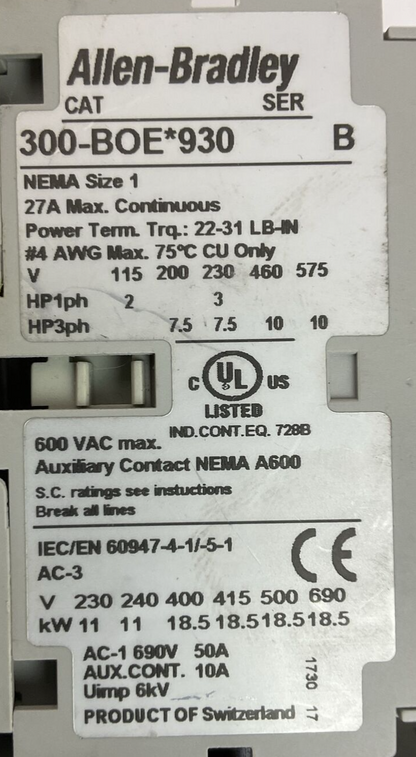 Allen-Bradley
CAT SER
300-BOE*930 B
NEMA Size 1
27A Max. Continuous
Power Term. Trq.: 22-31 LB-IN
#4 AWG Max. 75°C CU Only
V 115 200 230 460 575
HP1ph 2 3
HP3ph 7.5 7.5 10 10
C UL US
LISTED
IND.CONT.EQ. 728B
600 VAC max.
Auxiliary Contact NEMA A600
S.C. ratings see instuctions
Break all lines
IEC/EN 60947-4-1/-5-1
CE
AC-3
V 230 240 400 415 500 690
kW 11 11 18.5 18.5 18.5 18.5
AC-1 690V 50A
AUX.CONT. 10A
Uimp 6kV
PRODUCT OF Switzerland
1730 17